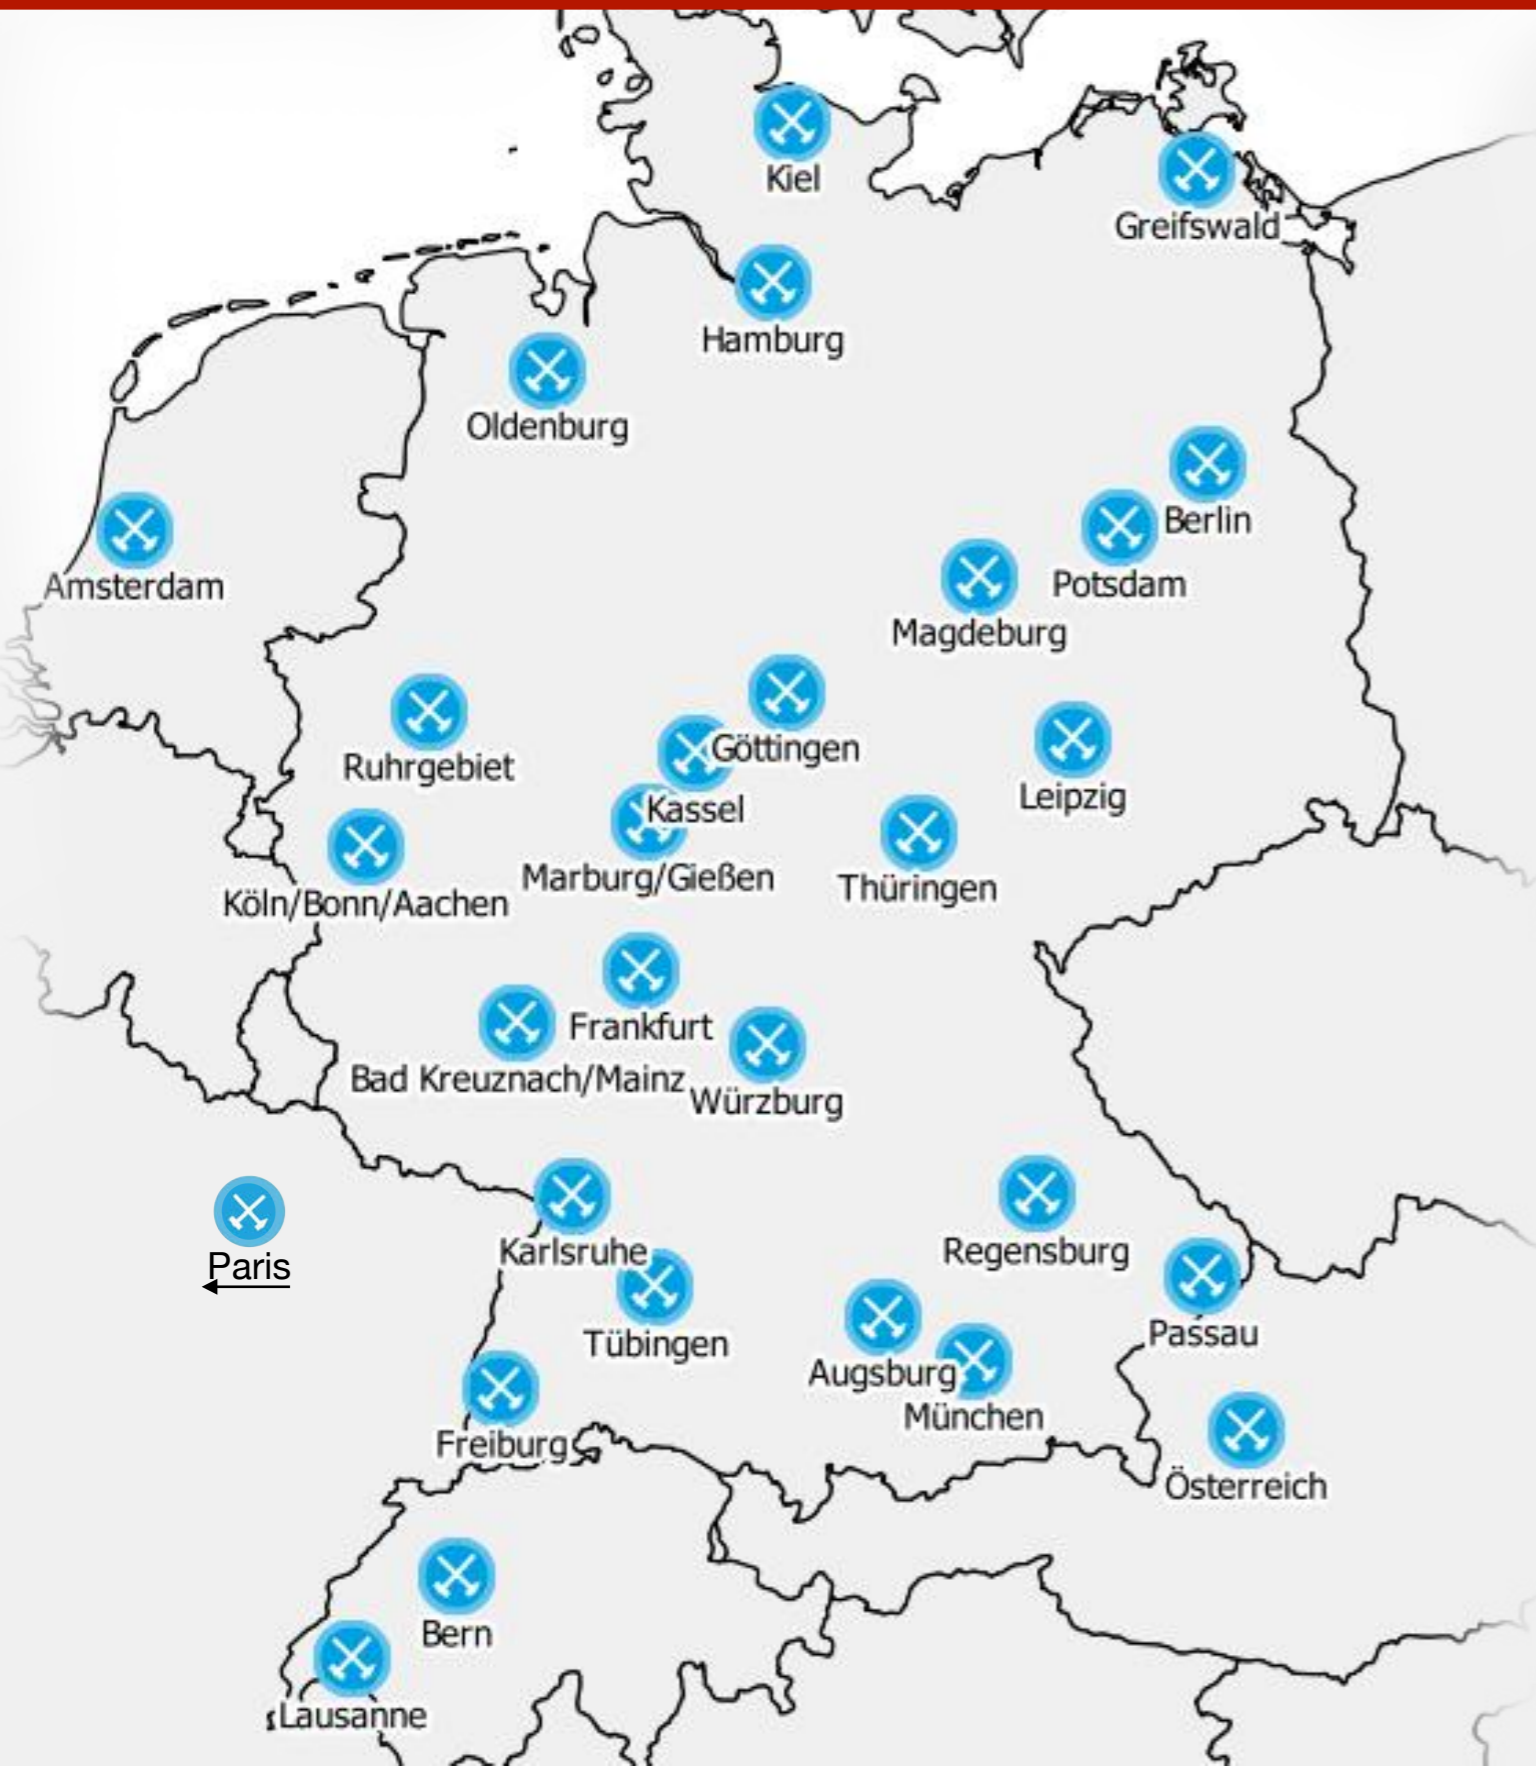 Kiel
Greifswald
Hamburg
Oldenburg
Berlin
Amsterdam
Potsdam
Magdeburg
Göttingen
Ruhrgebiet
Leipzig
Kassel
Marburg/Gießen
Thüringen
Köln/Bonn/Aachen
Frankfurt
Bad Kreuznach/Mainz
Würzburg
Karlsruhe
Regensburg
Paris
Passau
Tübingen
Augsburg
München
Freiburg
Österreich
Bern
Lausanne